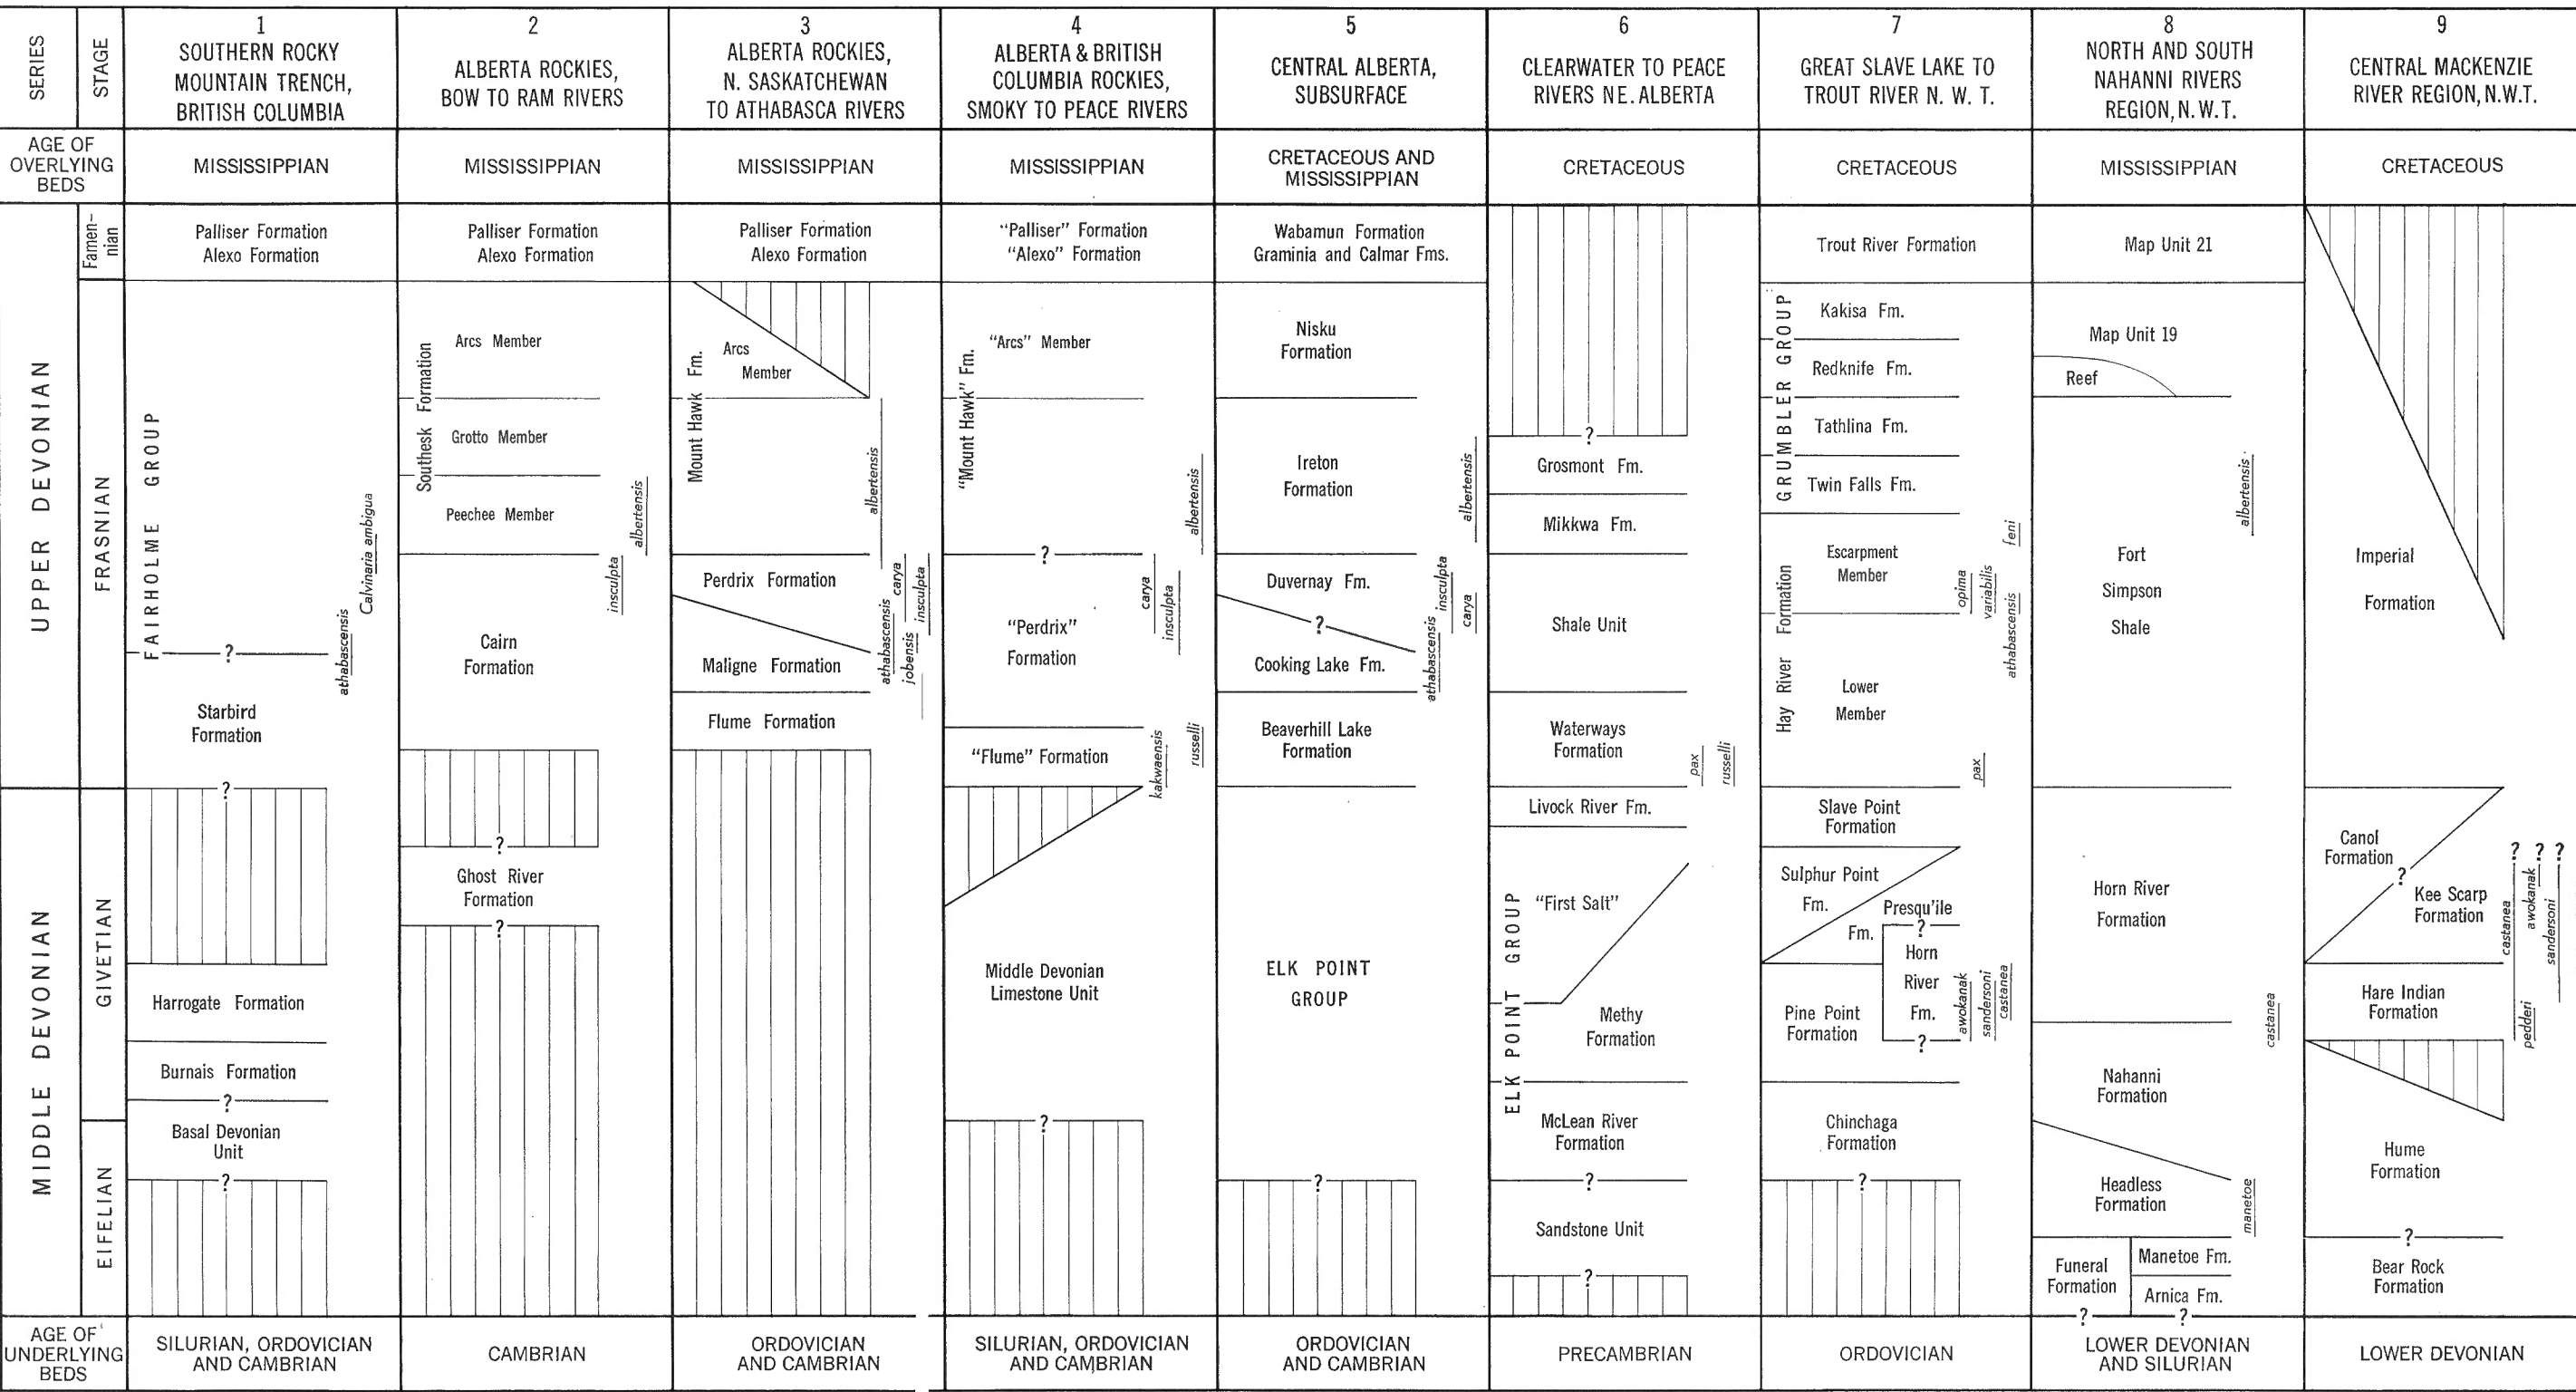 SERIES
STAGE
1
SOUTHERN ROCKY
MOUNTAIN TRENCH,
BRITISH COLUMBIA
2
ALBERTA ROCKIES,
BOW TO RAM RIVERS
3
ALBERTA ROCKIES,
N. SASKATCHEWAN
TO ATHABASCA RIVERS
4
ALBERTA & BRITISH
COLUMBIA ROCKIES,
SMOKY TO PEACE RIVERS
5
CENTRAL ALBERTA,
SUBSURFACE
6
CLEARWATER TO PEACE
RIVERS NE. ALBERTA
7
GREAT SLAVE LAKE TO
TROUT RIVER N. W. T.
8
NORTH AND SOUTH
NAHANNI RIVERS
REGION, N.W.T.
9
CENTRAL MACKENZIE
RIVER REGION, N.W.T.
AGE OF
OVERLYING
BEDS
MISSISSIPPIAN
MISSISSIPPIAN
MISSISSIPPIAN
MISSISSIPPIAN
CRETACEOUS AND
MISSISSIPPIAN
CRETACEOUS
CRETACEOUS
MISSISSIPPIAN
CRETACEOUS
UPPER DEVONIAN
MIDDLE DEVONIAN
Famen-
nian
FRASNIAN
GIVETIAN
EIFELIAN
Palliser Formation
Alexo Formation
FAIRHOLME GROUP
Calvinaria ambigua
athabascensis
?
Starbird
Formation
?
Harrogate Formation
Burnais Formation
?
Basal Devonian
Unit
?
Palliser Formation
Alexo Formation
Southesk Formation
Arcs Member
Grotto Member
Peechee Member
albertensis
insculpta
Cairn
Formation
?
Ghost River
Formation
?
Palliser Formation
Alexo Formation
Mount Hawk Fm.
Arcs
Member
albertensis
Perdrix Formation
carya
insculpta
athabascensis
jobensis
Maligne Formation
Flume Formation
"Palliser" Formation
"Alexo" Formation
"Mount Hawk" Fm.
"Arcs" Member
albertensis
?
carya
insculpta
"Perdrix"
Formation
"Flume" Formation
kakwaensis
russelli
Middle Devonian
Limestone Unit
?
Wabamun Formation
Graminia and Calmar Fms.
Nisku
Formation
Ireton
Formation
albertensis
Duvernay Fm.
insculpta
carya
athabascensis
?
Cooking Lake Fm.
Beaverhill Lake
Formation
ELK POINT
GROUP
?
?
Grosmont Fm.
Mikkwa Fm.
Shale Unit
Waterways
Formation
pax
russelli
Livock River Fm.
ELK POINT GROUP
"First Salt"
Methy
Formation
McLean River
Formation
?
Sandstone Unit
?
Trout River Formation
GRUMBLER GROUP
Kakisa Fm.
Redknife Fm.
Tathlina Fm.
Twin Falls Fm.
Hay River Formation
Escarpment
Member
feni
opima
variabilis
athabascensis
Lower
Member
pax
Slave Point
Formation
Sulphur Point
Fm.
Presqu'ile
Fm.
?
Horn
River
Fm.
?
Pine Point
Formation
awokanak
sandersoni
castanea
Chinchaga
Formation
?
Map Unit 21
Map Unit 19
Reef
albertensis
Fort
Simpson
Shale
Horn River
Formation
castanea
Nahanni
Formation
Headless
Formation
manetoe
Funeral
Formation
Manetoe Fm.
Arnica Fm.
?
?
Imperial
Formation
Canol
Formation
?
Kee Scarp
Formation
? ? ?
castanea
awokanak
sandersoni
Hare Indian
Formation
pedderi
Hume
Formation
?
Bear Rock
Formation
AGE OF
UNDERLYING
BEDS
SILURIAN, ORDOVICIAN
AND CAMBRIAN
CAMBRIAN
ORDOVICIAN
AND CAMBRIAN
SILURIAN, ORDOVICIAN
AND CAMBRIAN
ORDOVICIAN
AND CAMBRIAN
PRECAMBRIAN
ORDOVICIAN
LOWER DEVONIAN
AND SILURIAN
LOWER DEVONIAN